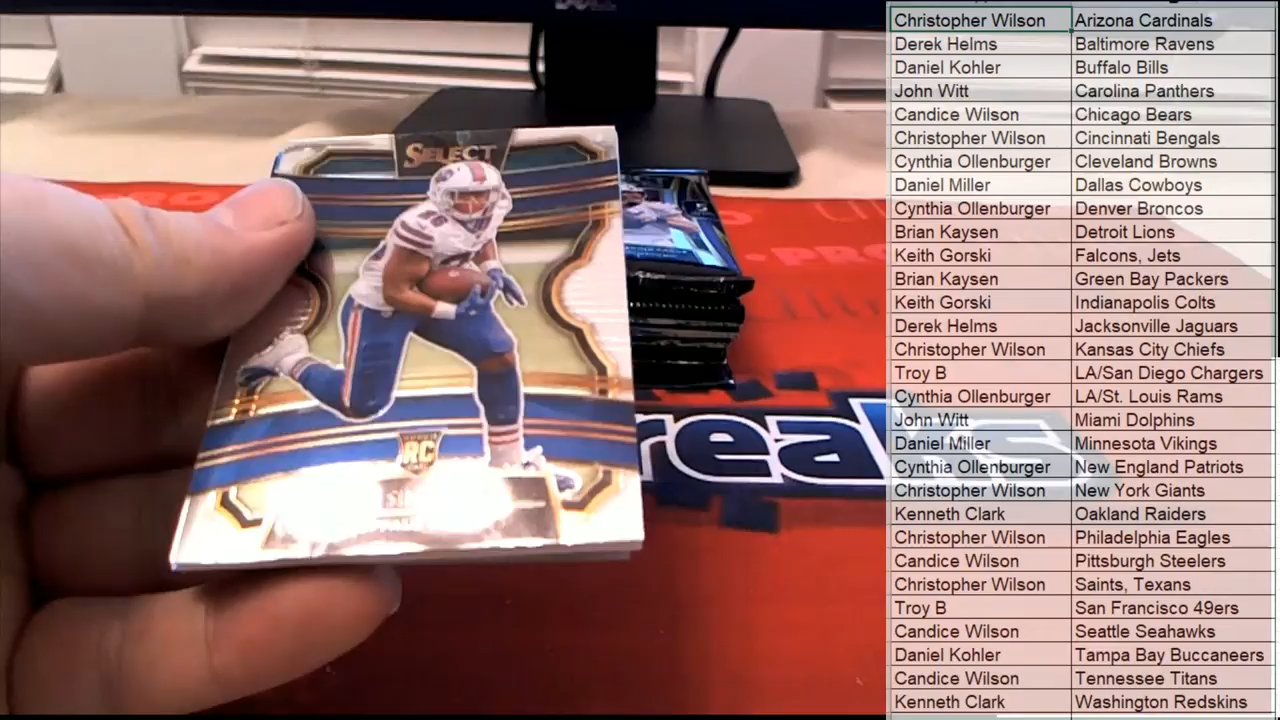 DELL
SELECT
RC
reaks
Christopher Wilson Arizona Cardinals
Derek Helms Baltimore Ravens
Daniel Kohler Buffalo Bills
John Witt Carolina Panthers
Candice Wilson Chicago Bears
Christopher Wilson Cincinnati Bengals
Cynthia Ollenburger Cleveland Browns
Daniel Miller Dallas Cowboys
Cynthia Ollenburger Denver Broncos
Brian Kaysen Detroit Lions
Keith Gorski Falcons, Jets
Brian Kaysen Green Bay Packers
Keith Gorski Indianapolis Colts
Derek Helms Jacksonville Jaguars
Christopher Wilson Kansas City Chiefs
Troy B LA/San Diego Chargers
Cynthia Ollenburger LA/St. Louis Rams
John Witt Miami Dolphins
Daniel Miller Minnesota Vikings
Cynthia Ollenburger New England Patriots
Christopher Wilson New York Giants
Kenneth Clark Oakland Raiders
Christopher Wilson Philadelphia Eagles
Candice Wilson Pittsburgh Steelers
Christopher Wilson Saints, Texans
Troy B San Francisco 49ers
Candice Wilson Seattle Seahawks
Daniel Kohler Tampa Bay Buccaneers
Candice Wilson Tennessee Titans
Kenneth Clark Washington Redskins